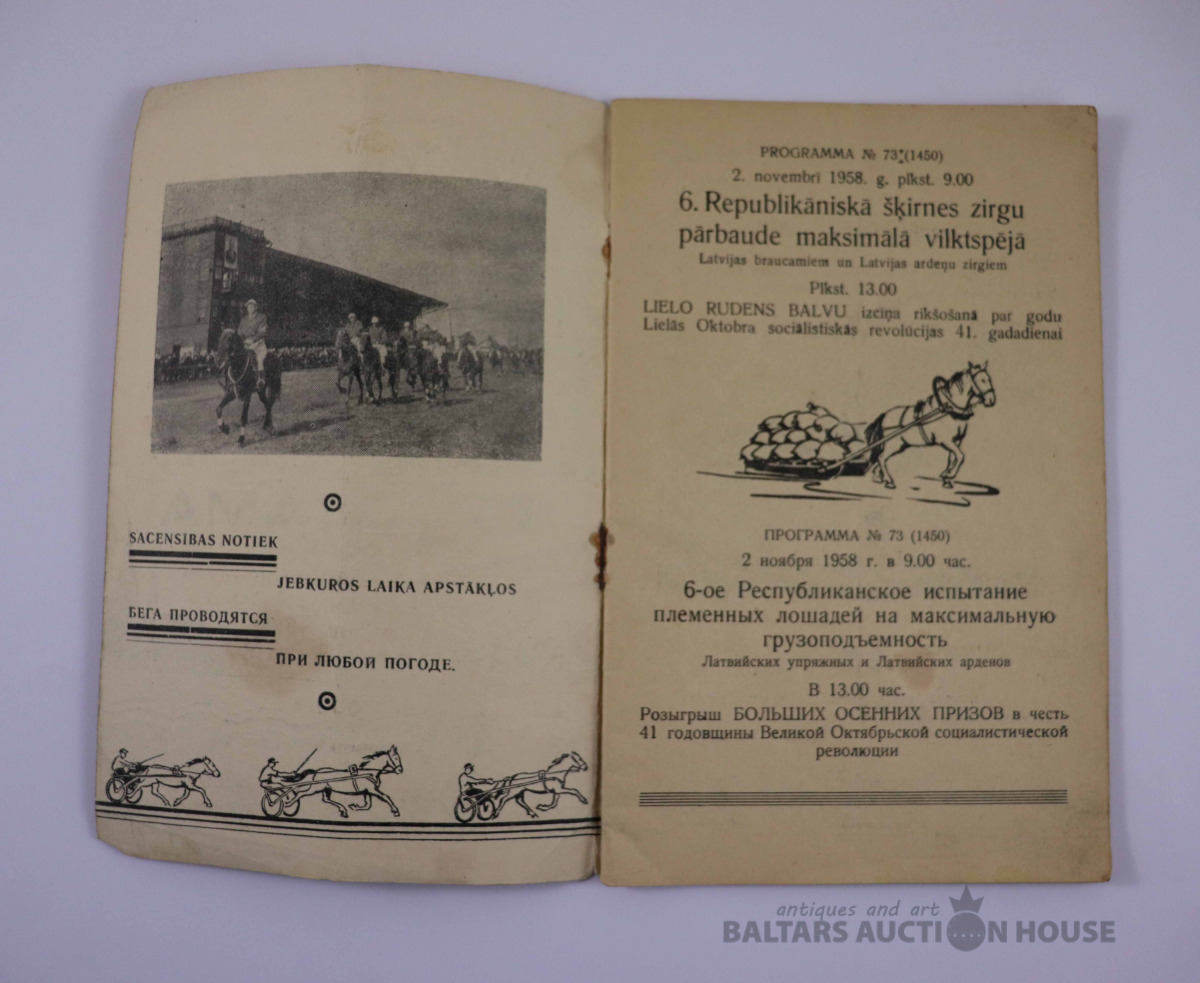 SACENSIBAS NOTIEK
JEBKUROS LAIKA APSTĀKĻOS
БЕГА ПРОВОДЯТСЯ
ПРИ ЛЮБОЙ ПОГОДЕ.
PROGRAMMA № 73 (1450)
2. novembrī 1958. g. plkst. 9.00
6. Republikāniskā šķirnes zirgu
pārbaude maksimālā vilktspējā
Latvijas braucamiem un Latvijas ardeņu zirgiem
Plkst. 13.00
LIELO RUDENS BALVU izcīņa rikšošanā par godu
Lielās Oktobra sociālistiskās revolūcijas 41. gadadienai
ПРОГРАММА № 73 (1450)
2 ноября 1958 г. в 9.00 час.
6-ое Республиканское испытание
племенных лошадей на максимальную
грузоподъемность
Латвийских упряжных и Латвийских арденов
В 13.00 час.
Розыгрыш БОЛЬШИХ ОСЕННИХ ПРИЗОВ в честь
41 годовщины Великой Октябрьской социалистической
революции
antiques and art
BALTARS AUCTION HOUSE